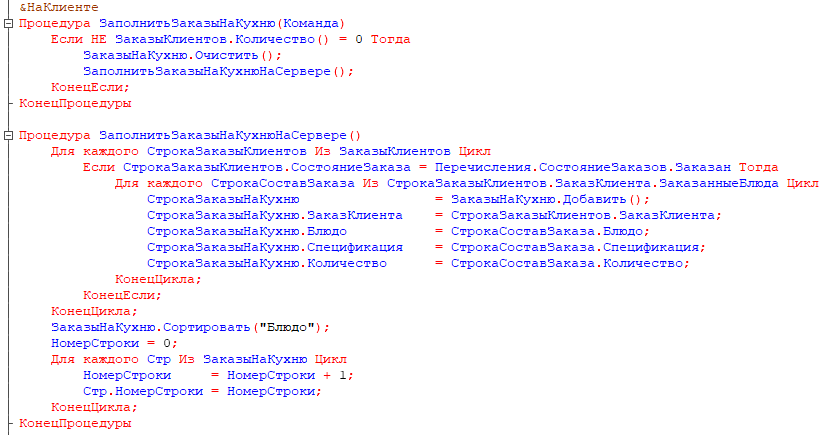 &НаКлиенте
Процедура ЗаполнитьЗаказыНаКухню(Команда)
    Если НЕ ЗаказыКлиентов.Количество() = 0 Тогда
        ЗаказыНаКухню.Очистить();
        ЗаполнитьЗаказыНаКухнюНаСервере();
    КонецЕсли;
КонецПроцедуры

Процедура ЗаполнитьЗаказыНаКухнюНаСервере()
    Для каждого СтрокаЗаказыКлиентов Из ЗаказыКлиентов Цикл
        Если СтрокаЗаказыКлиентов.СостояниеЗаказа = Перечисления.СостояниеЗаказов.Заказан Тогда
            Для каждого СтрокаСоставЗаказа Из СтрокаЗаказыКлиентов.ЗаказКлиента.ЗаказанныеБлюда Цикл
                СтрокаЗаказыНаКухню                 = ЗаказыНаКухню.Добавить();
                СтрокаЗаказыНаКухню.ЗаказКлиента    = СтрокаЗаказыКлиентов.ЗаказКлиента;
                СтрокаЗаказыНаКухню.Блюдо           = СтрокаСоставЗаказа.Блюдо;
                СтрокаЗаказыНаКухню.Спецификация    = СтрокаСоставЗаказа.Спецификация;
                СтрокаЗаказыНаКухню.Количество      = СтрокаСоставЗаказа.Количество;
            КонецЦикла;
        КонецЕсли;
    КонецЦикла;
    ЗаказыНаКухню.Сортировать("Блюдо");
    НомерСтроки = 0;
    Для каждого Стр Из ЗаказыНаКухню Цикл
        НомерСтроки     = НомерСтроки + 1;
        Стр.НомерСтроки = НомерСтроки;
    КонецЦикла;
КонецПроцедуры